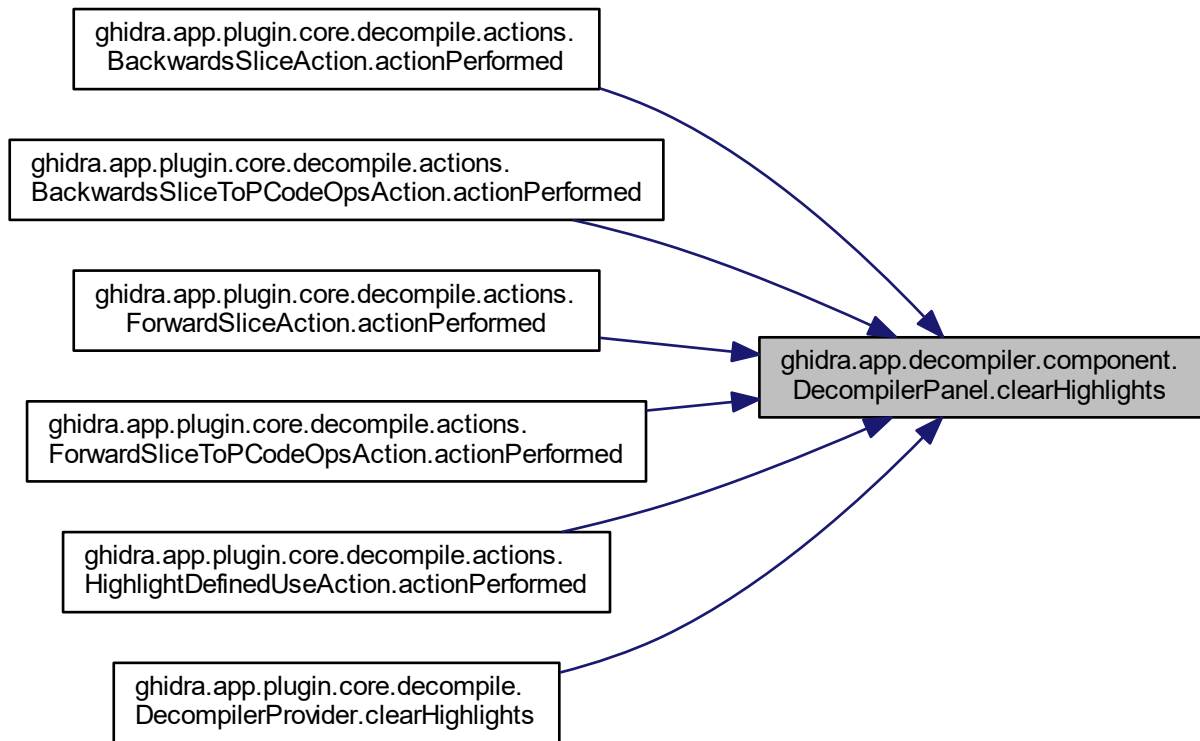 ghidra.app.plugin.core.decompile.actions.
BackwardsSliceAction.actionPerformed
ghidra.app.plugin.core.decompile.actions.
BackwardsSliceToPCodeOpsAction.actionPerformed
ghidra.app.plugin.core.decompile.actions.
ForwardSliceAction.actionPerformed
ghidra.app.decompiler.component.
DecompilerPanel.clearHighlights
ghidra.app.plugin.core.decompile.actions.
ForwardSliceToPCodeOpsAction.actionPerformed
ghidra.app.plugin.core.decompile.actions.
HighlightDefinedUseAction.actionPerformed
ghidra.app.plugin.core.decompile.
DecompilerProvider.clearHighlights